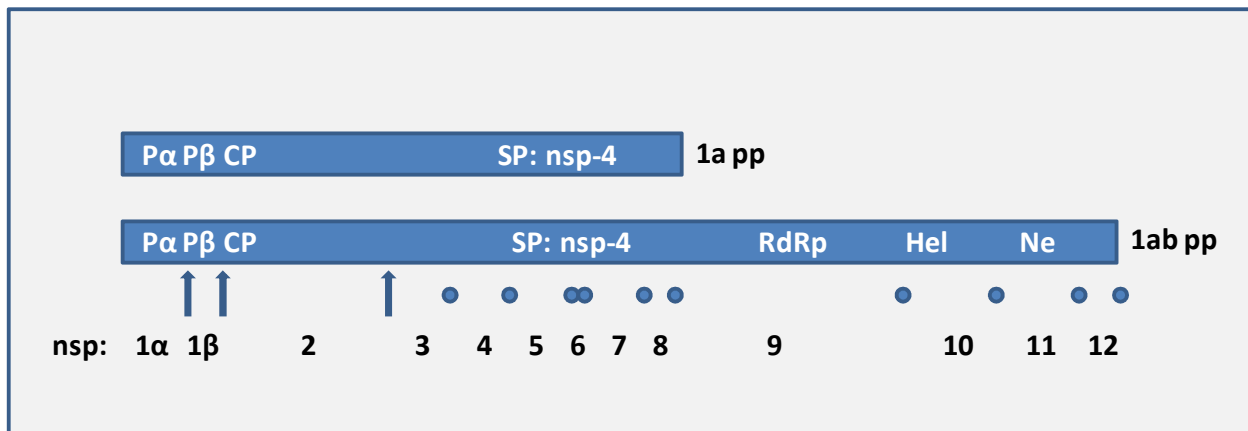 Pα Pβ CP SP: nsp-4 1a pp
Pα Pβ CP SP: nsp-4 RdRp Hel Ne 1ab pp
nsp: 1α 1β 2 3 4 5 6 7 8 9 10 11 12